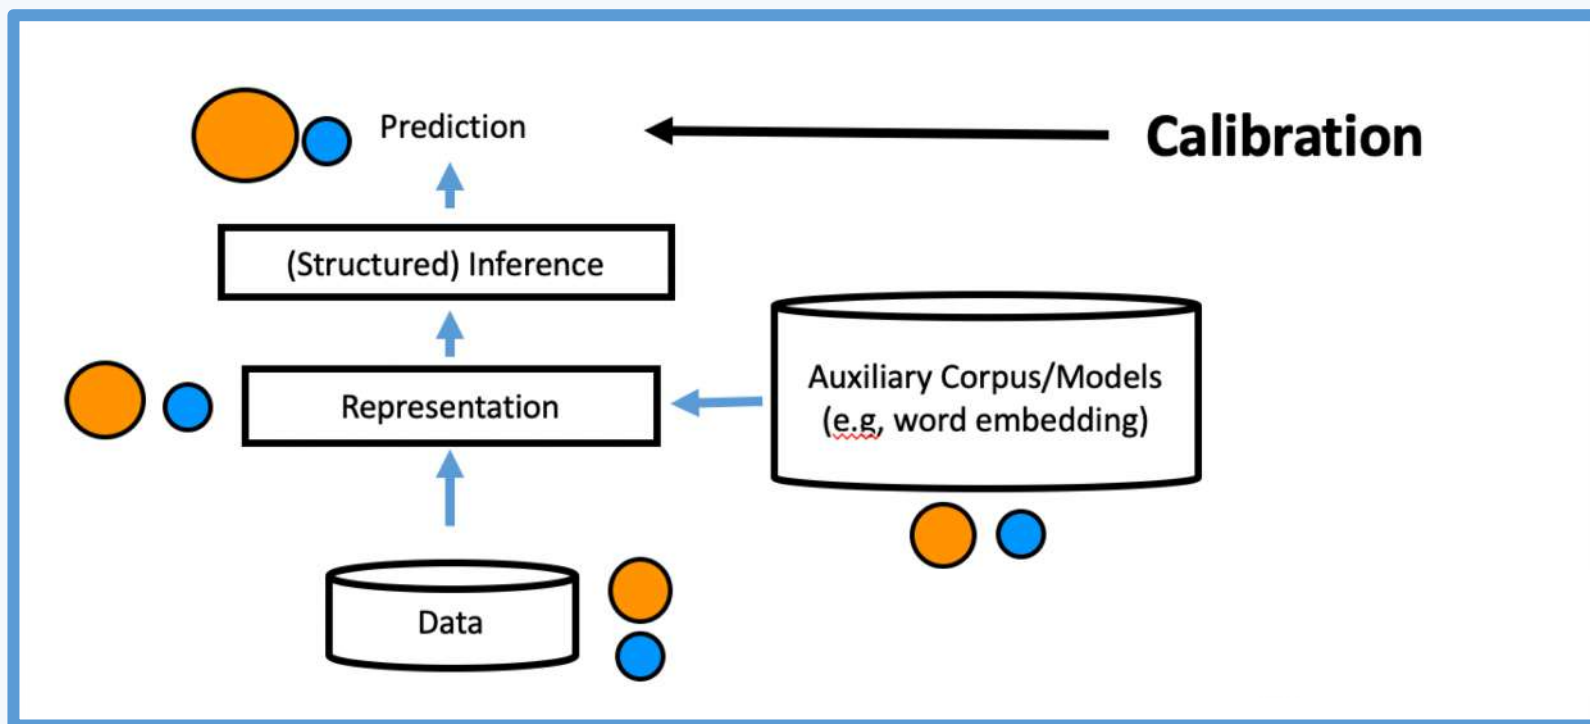 Prediction
Calibration
(Structured) Inference
Representation
Auxiliary Corpus/Models
(e.g, word embedding)
Data